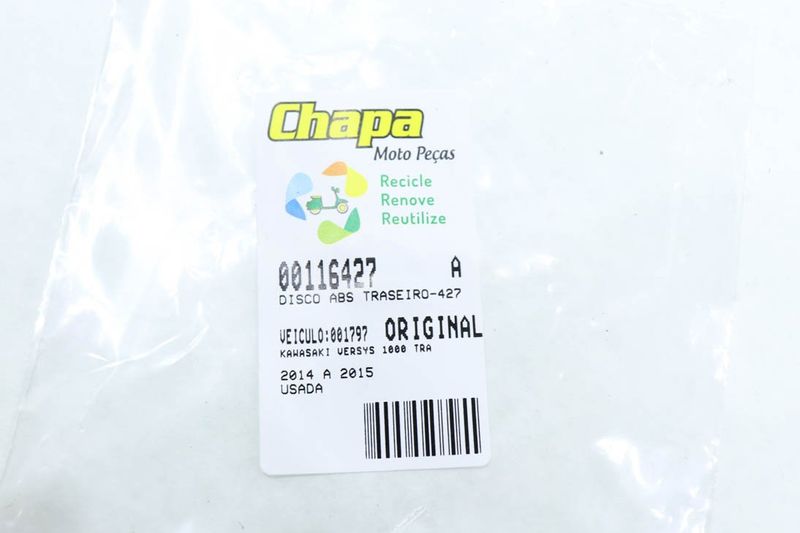 Chapa
Moto Peças
Recicle
Renove
Reutilize
00116427 A
DISCO ABS TRASEIRO-427
VEICULO:001797 ORIGINAL
KAWASAKI VERSYS 1000 TRA
2014 A 2015
USADA